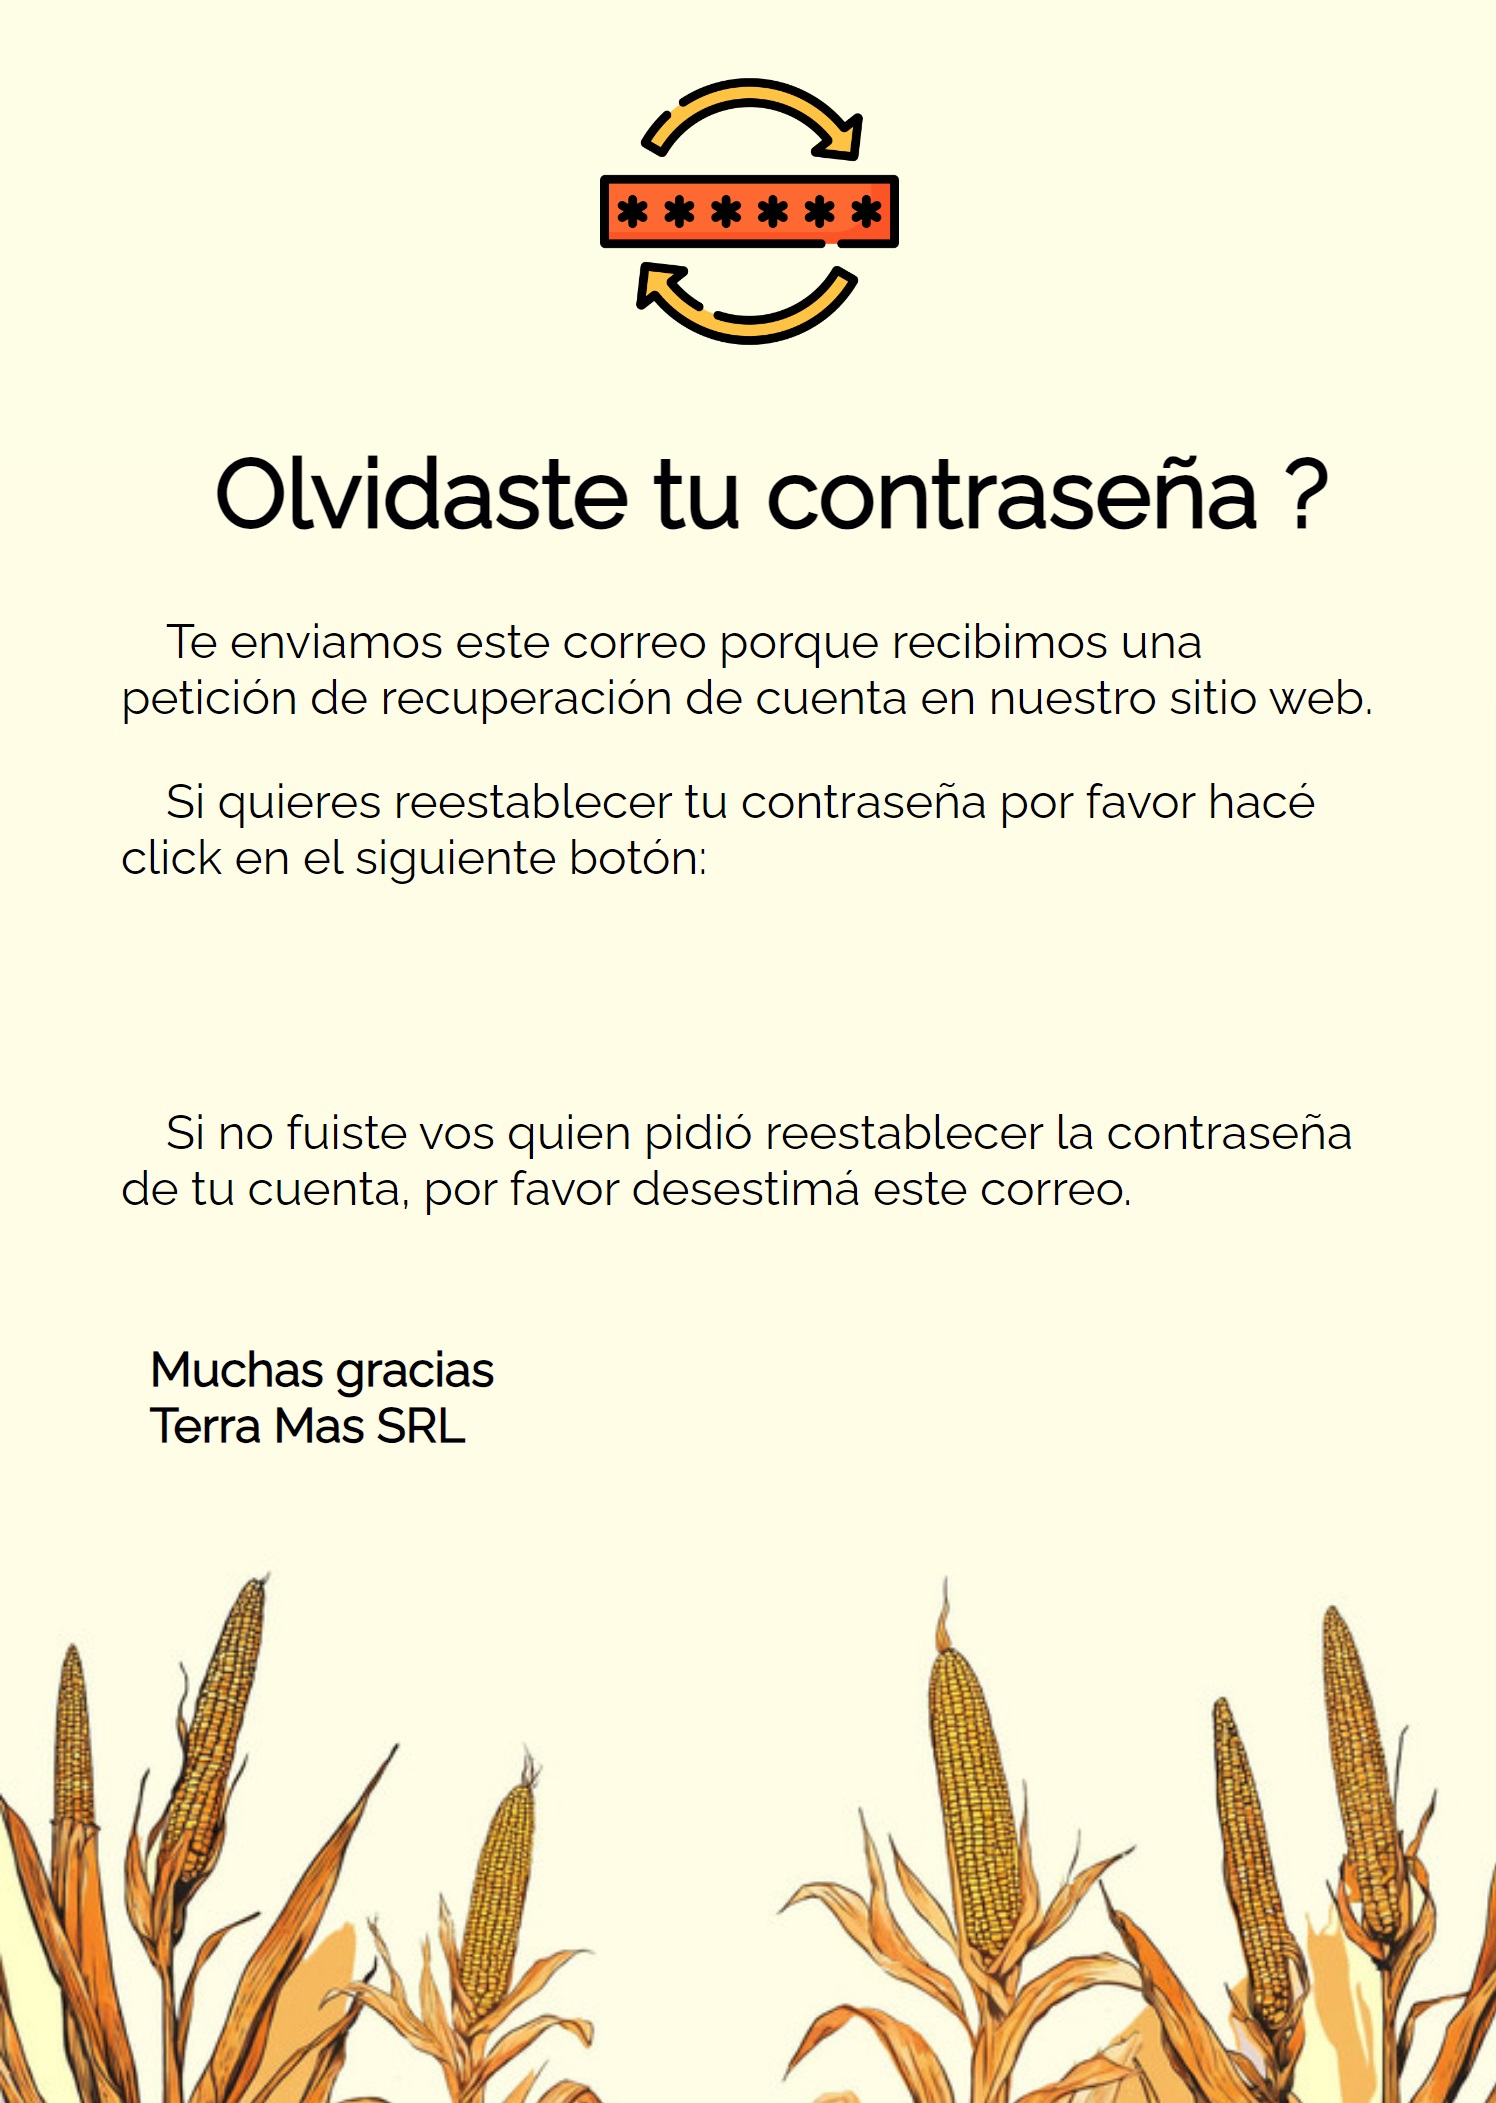 ******
Olvidaste tu contraseña ?
Te enviamos este correo porque recibimos una
petición de recuperación de cuenta en nuestro sitio web.
Si quieres reestablecer tu contraseña por favor hacé
click en el siguiente botón:
Si no fuiste vos quien pidió reestablecer la contraseña
de tu cuenta, por favor desestimá este correo.
Muchas gracias
Terra Mas SRL